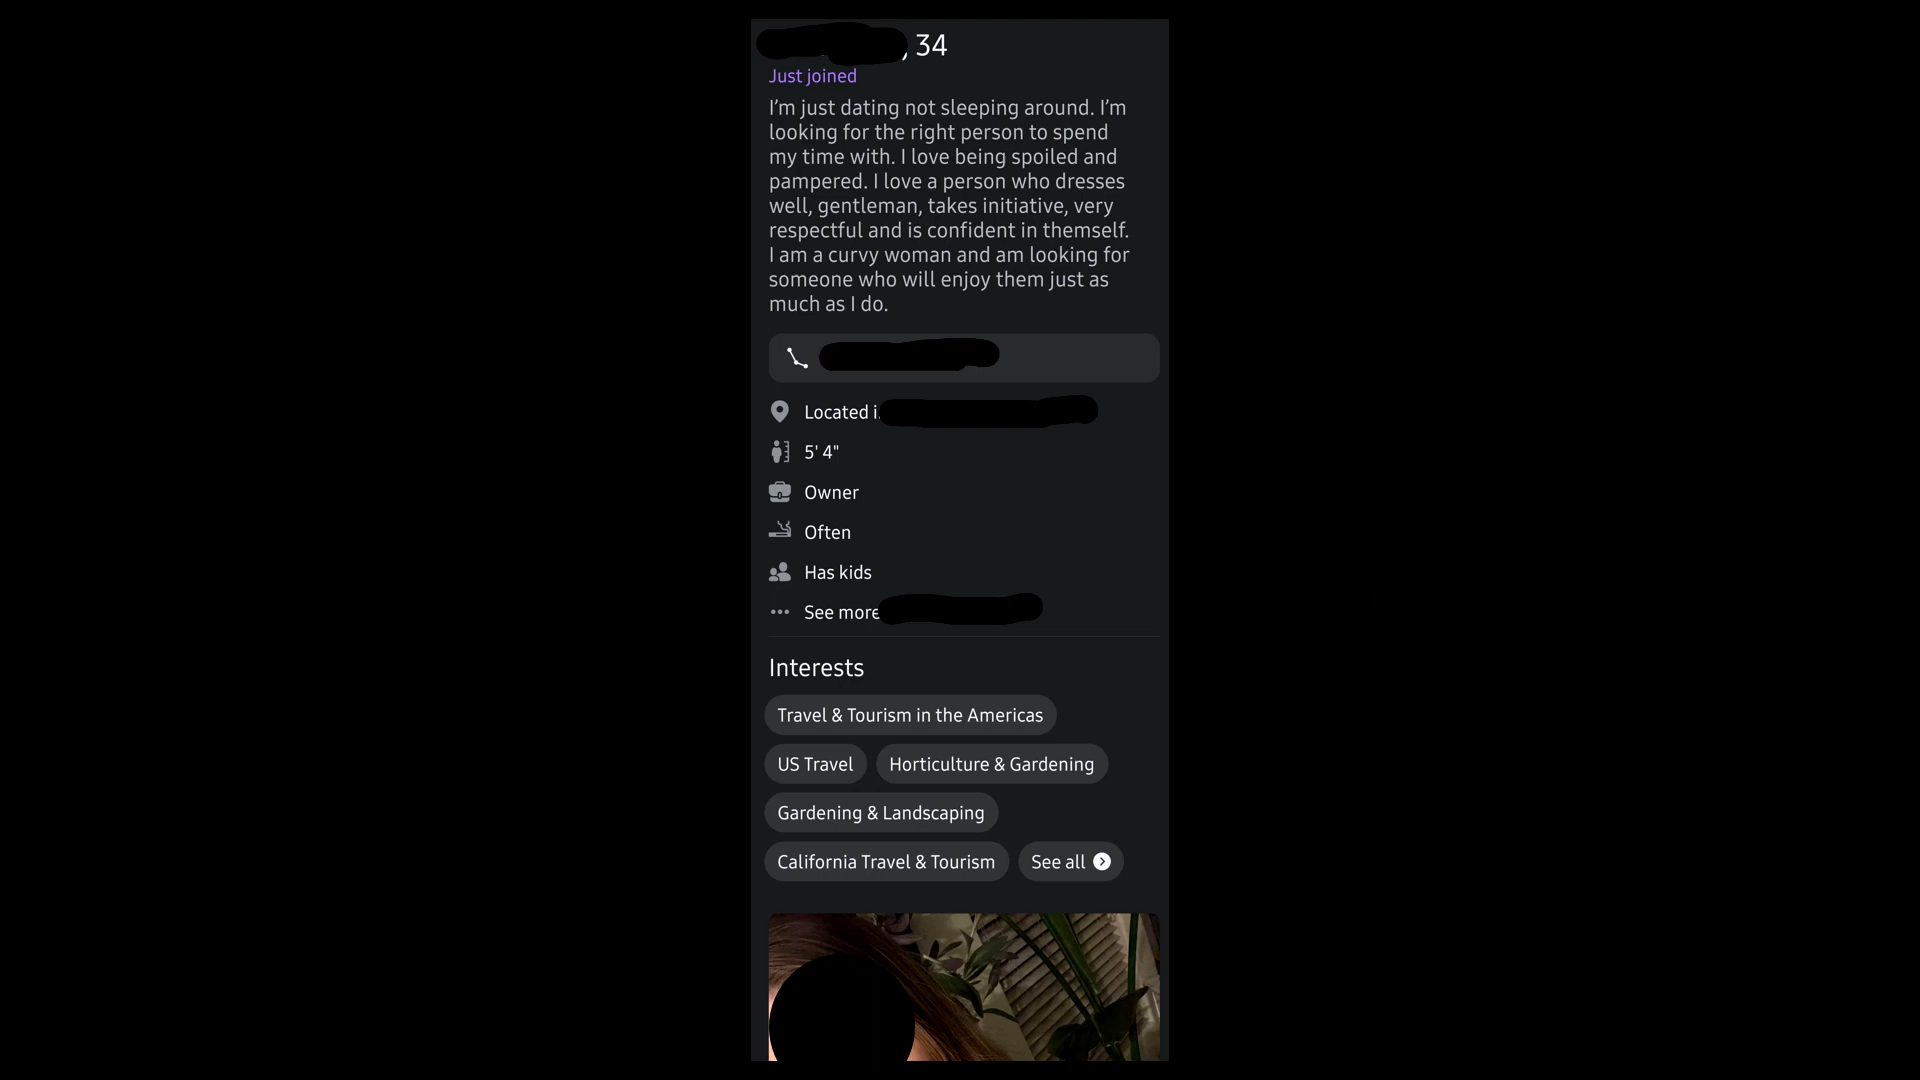 , 34
Just joined
I’m just dating not sleeping around. I’m
looking for the right person to spend
my time with. I love being spoiled and
pampered. I love a person who dresses
well, gentleman, takes initiative, very
respectful and is confident in themself.
I am a curvy woman and am looking for
someone who will enjoy them just as
much as I do.
Located
5' 4"
Owner
Often
Has kids
See more
Interests
Travel & Tourism in the Americas
US Travel Horticulture & Gardening
Gardening & Landscaping
California Travel & Tourism See all